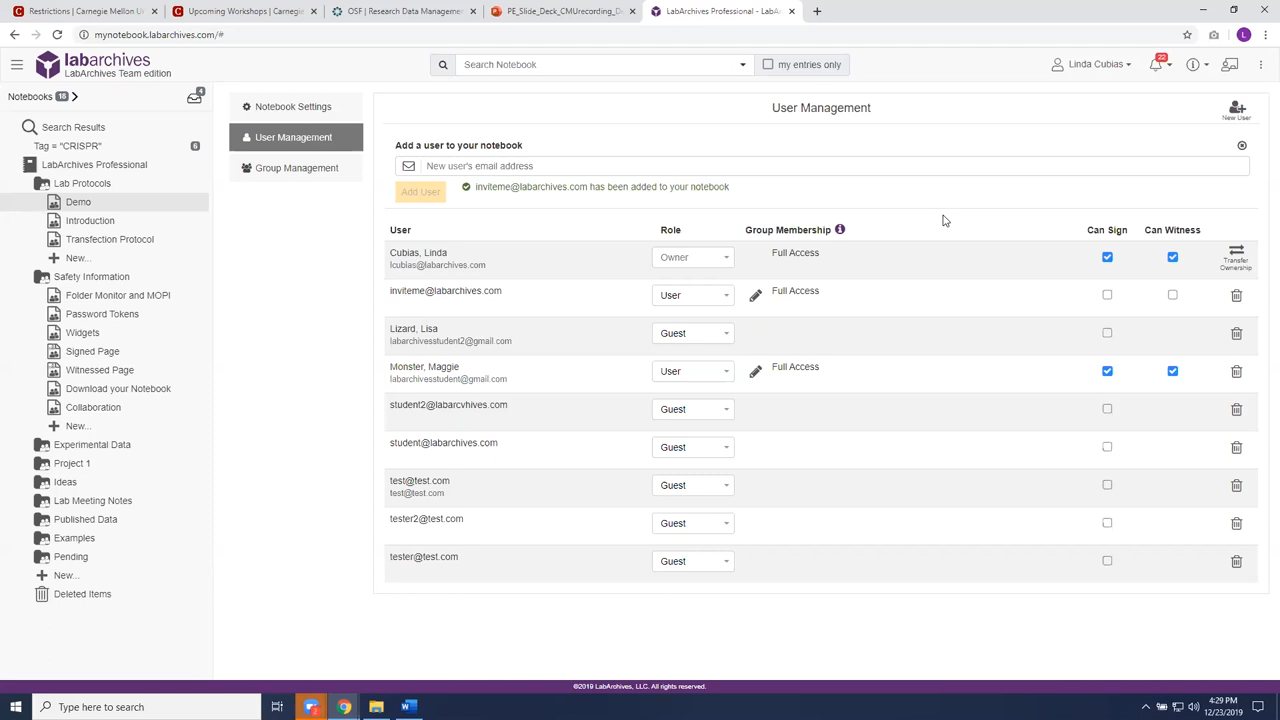 Restrictions | Carnegie Mellon Un
Upcoming Workshops | Carnegie
OSF | Research Data Managemen
PE_Slide_Deck_CMUrecording_De
LabArchives Professional - LabAr
mynotebook.labarchives.com/#
L
labarchives
LabArchives Team edition
Search Notebook
my entries only
Linda Cubias
22
Notebooks 18
4
Search Results
Tag = "CRISPR" 6
LabArchives Professional
Lab Protocols
Demo
Introduction
Transfection Protocol
New...
Safety Information
Folder Monitor and MOPI
Password Tokens
Widgets
Signed Page
Witnessed Page
Download your Notebook
Collaboration
New...
Experimental Data
Project 1
Ideas
Lab Meeting Notes
Published Data
Examples
Pending
New...
Deleted Items
Notebook Settings
User Management
Group Management
User Management
New User
Add a user to your notebook
New user's email address
Add User
inviteme@labarchives.com has been added to your notebook
User Role Group Membership Can Sign Can Witness
Cubias, Linda
lcubias@labarchives.com
Owner Full Access
Transfer Ownership
inviteme@labarchives.com User Full Access
Lizard, Lisa
labarchivesstudent2@gmail.com
Guest
Monster, Maggie
labarchivesstudent@gmail.com
User Full Access
student2@labarcvhives.com Guest
student@labarchives.com Guest
test@test.com
test@test.com
Guest
tester2@test.com Guest
tester@test.com Guest
©2019 LabArchives, LLC. All rights reserved.
Type here to search
4:29 PM
12/23/2019